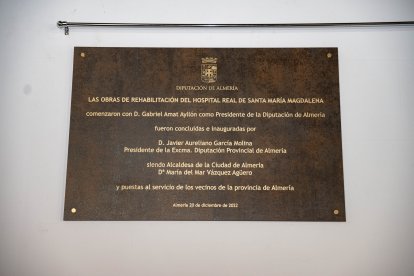 DIPUTACIÓN DE ALMERÍA
LAS OBRAS DE REHABILITACIÓN DEL HOSPITAL REAL DE SANTA MARÍA MAGDALENA
comenzaron con D. Gabriel Amat Ayllón como Presidente de la Diputación de Almería
fueron concluidas e inauguradas por
D. Javier Aureliano García Molina
Presidente de la Excma. Diputación Provincial de Almería
siendo Alcaldesa de la Ciudad de Almería
Dª María del Mar Vázquez Agüero
y puestas al servicio de los vecinos de la provincia de Almería
Almería 20 de diciembre de 2022